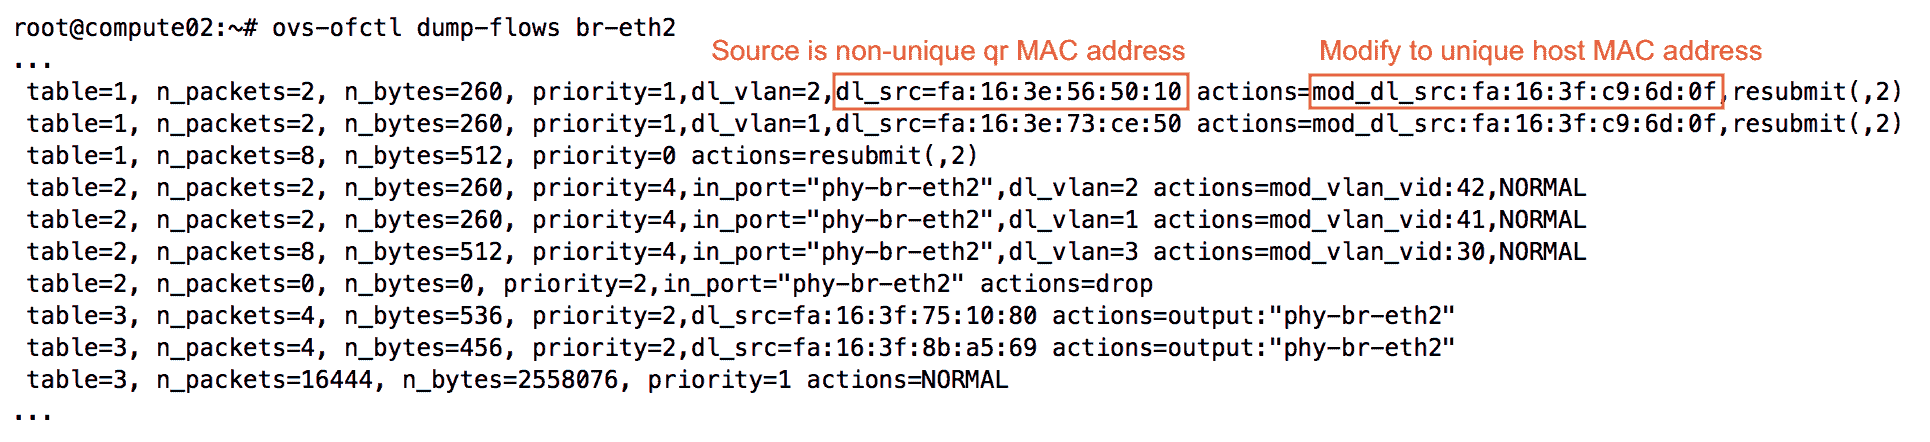 root@compute02:~# ovs-ofctl dump-flows br-eth2
Source is non-unique qr MAC address Modify to unique host MAC address
...
table=1, n_packets=2, n_bytes=260, priority=1,dl_vlan=2,dl_src=fa:16:3e:56:50:10 actions=mod_dl_src:fa:16:3f:c9:6d:0f,resubmit(,2)
table=1, n_packets=2, n_bytes=260, priority=1,dl_vlan=1,dl_src=fa:16:3e:73:ce:50 actions=mod_dl_src:fa:16:3f:c9:6d:0f,resubmit(,2)
table=1, n_packets=8, n_bytes=512, priority=0 actions=resubmit(,2)
table=2, n_packets=2, n_bytes=260, priority=4,in_port="phy-br-eth2",dl_vlan=2 actions=mod_vlan_vid:42,NORMAL
table=2, n_packets=2, n_bytes=260, priority=4,in_port="phy-br-eth2",dl_vlan=1 actions=mod_vlan_vid:41,NORMAL
table=2, n_packets=8, n_bytes=512, priority=4,in_port="phy-br-eth2",dl_vlan=3 actions=mod_vlan_vid:30,NORMAL
table=2, n_packets=0, n_bytes=0, priority=2,in_port="phy-br-eth2" actions=drop
table=3, n_packets=4, n_bytes=536, priority=2,dl_src=fa:16:3f:75:10:80 actions=output:"phy-br-eth2"
table=3, n_packets=4, n_bytes=456, priority=2,dl_src=fa:16:3f:8b:a5:69 actions=output:"phy-br-eth2"
table=3, n_packets=16444, n_bytes=2558076, priority=1 actions=NORMAL
...